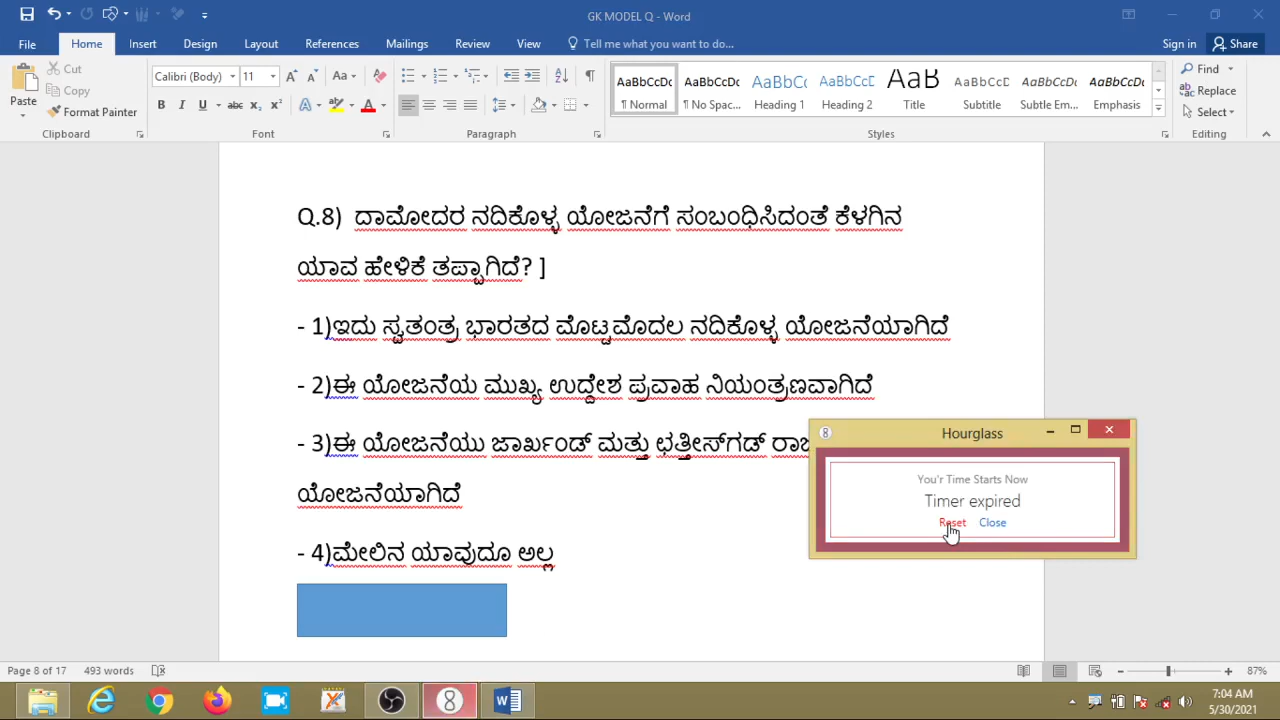 GK MODEL Q - Word
File Home Insert Design Layout References Mailings Review View Tell me what you want to do... Sign in Share
Paste Cut Copy Format Painter
Calibri (Body) 11
AaBbCcDc AaBbCcDc AaBbCc AaBbCcD AaB AaBbCcD AaBbCcDc AaBbCcDc
¶ Normal ¶ No Spac... Heading 1 Heading 2 Title Subtitle Subtle Em... Emphasis
Find Replace Select
Clipboard Font Paragraph Styles Editing
Q.8) ದಾಮೋದರ ನದಿಕೊಳ್ಳ ಯೋಜನೆಗೆ ಸಂಬಂಧಿಸಿದಂತೆ ಕೆಳಗಿನ
ಯಾವ ಹೇಳಿಕೆ ತಪ್ಪಾಗಿದೆ? ]
- 1)ಇದು ಸ್ವತಂತ್ರ ಭಾರತದ ಮೊಟ್ಟಮೊದಲ ನದಿಕೊಳ್ಳ ಯೋಜನೆಯಾಗಿದೆ
- 2)ಈ ಯೋಜನೆಯ ಮುಖ್ಯ ಉದ್ದೇಶ ಪ್ರವಾಹ ನಿಯಂತ್ರಣವಾಗಿದೆ
- 3)ಈ ಯೋಜನೆಯು ಜಾರ್ಖಂಡ್ ಮತ್ತು ಛತ್ತೀಸ್‌ಗಡ್
ಯೋಜನೆಯಾಗಿದೆ
- 4)ಮೇಲಿನ ಯಾವುದೂ ಅಲ್ಲ
Hourglass
You'r Time Starts Now
Timer expired
Reset Close
Page 8 of 17 493 words 87%
7:04 AM
5/30/2021